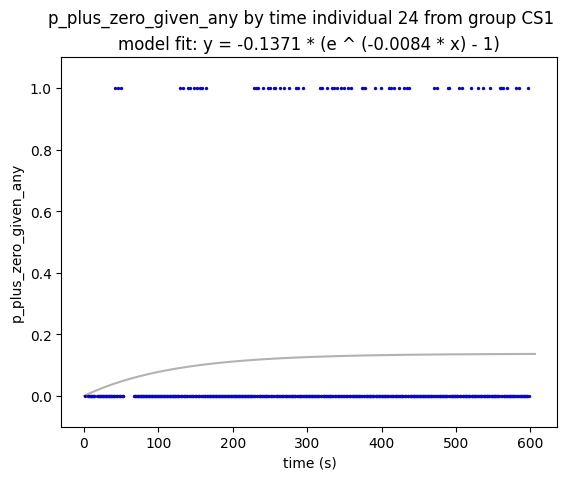 p_plus_zero_given_any by time individual 24 from group CS1
model fit: y = -0.1371 * (e ^ (-0.0084 * x) - 1)
1.0
0.8
0.6
0.4
0.2
0.0
p_plus_zero_given_any
0 100 200 300 400 500 600
time (s)